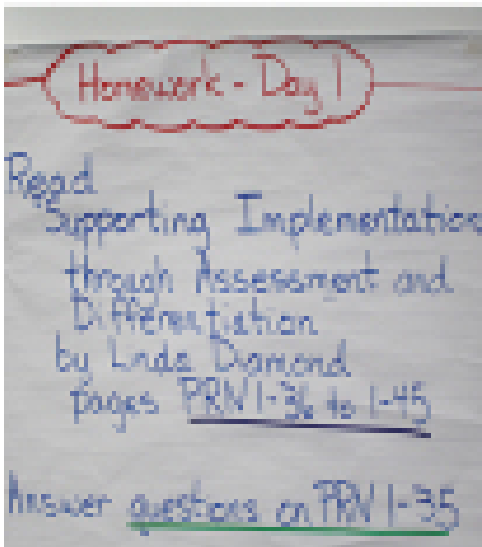 Homework - Day 1
Read
Supporting Implementation
through Assessment and
Differentiation
by Linda Diamond
pages PRN 1-36 to 1-45
Answer questions on PRN 1-35